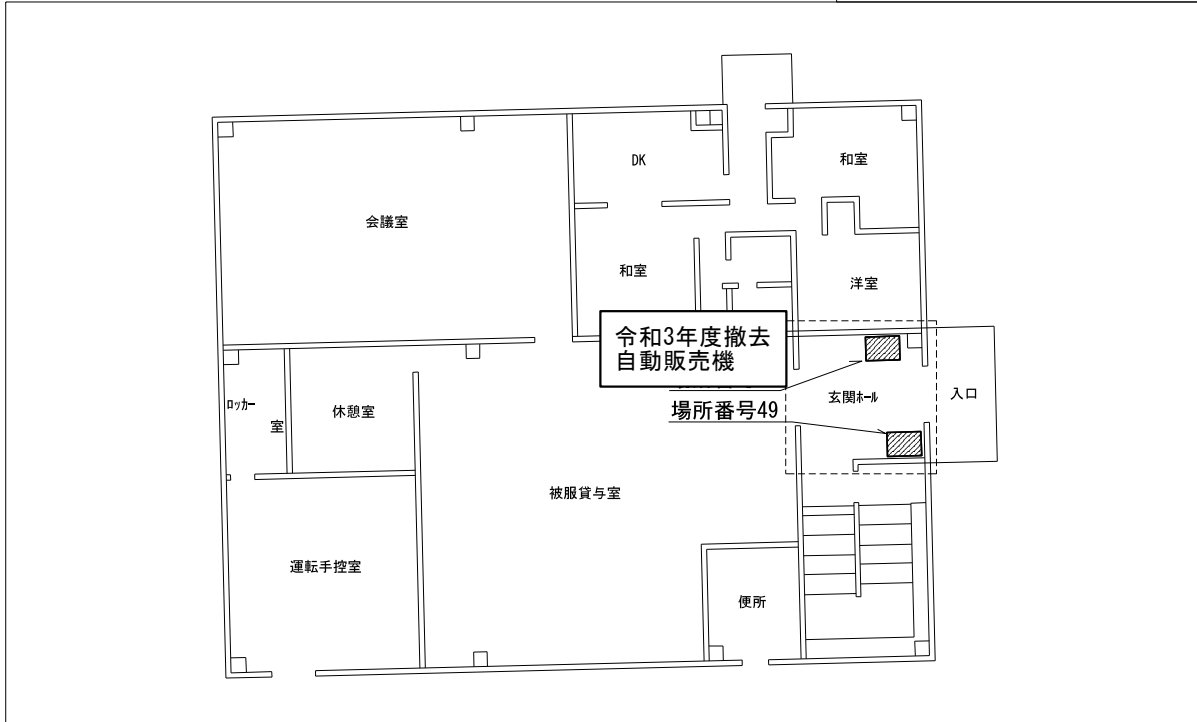 DK
和室
会議室
和室
洋室
令和3年度撤去
自動販売機
玄関ホール
入口
場所番号49
ロッカー
室
休憩室
被服貸与室
運転手控室
便所